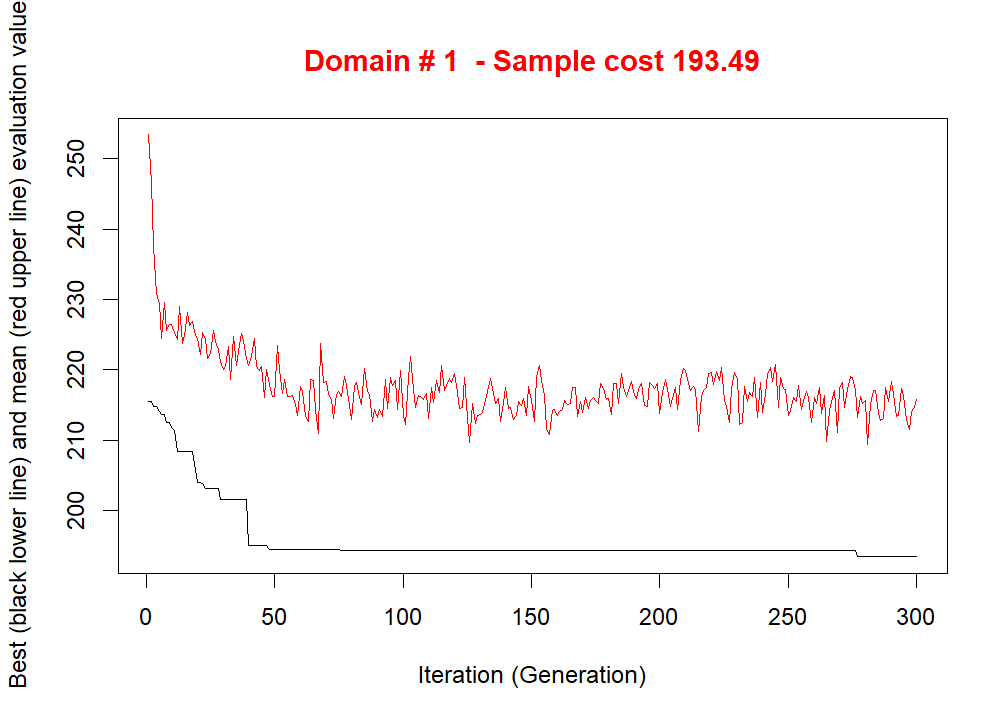 Domain # 1  - Sample cost 193.49
Best (black lower line) and mean (red upper line) evaluation value
250
240
230
220
210
200
0 50 100 150 200 250 300
Iteration (Generation)